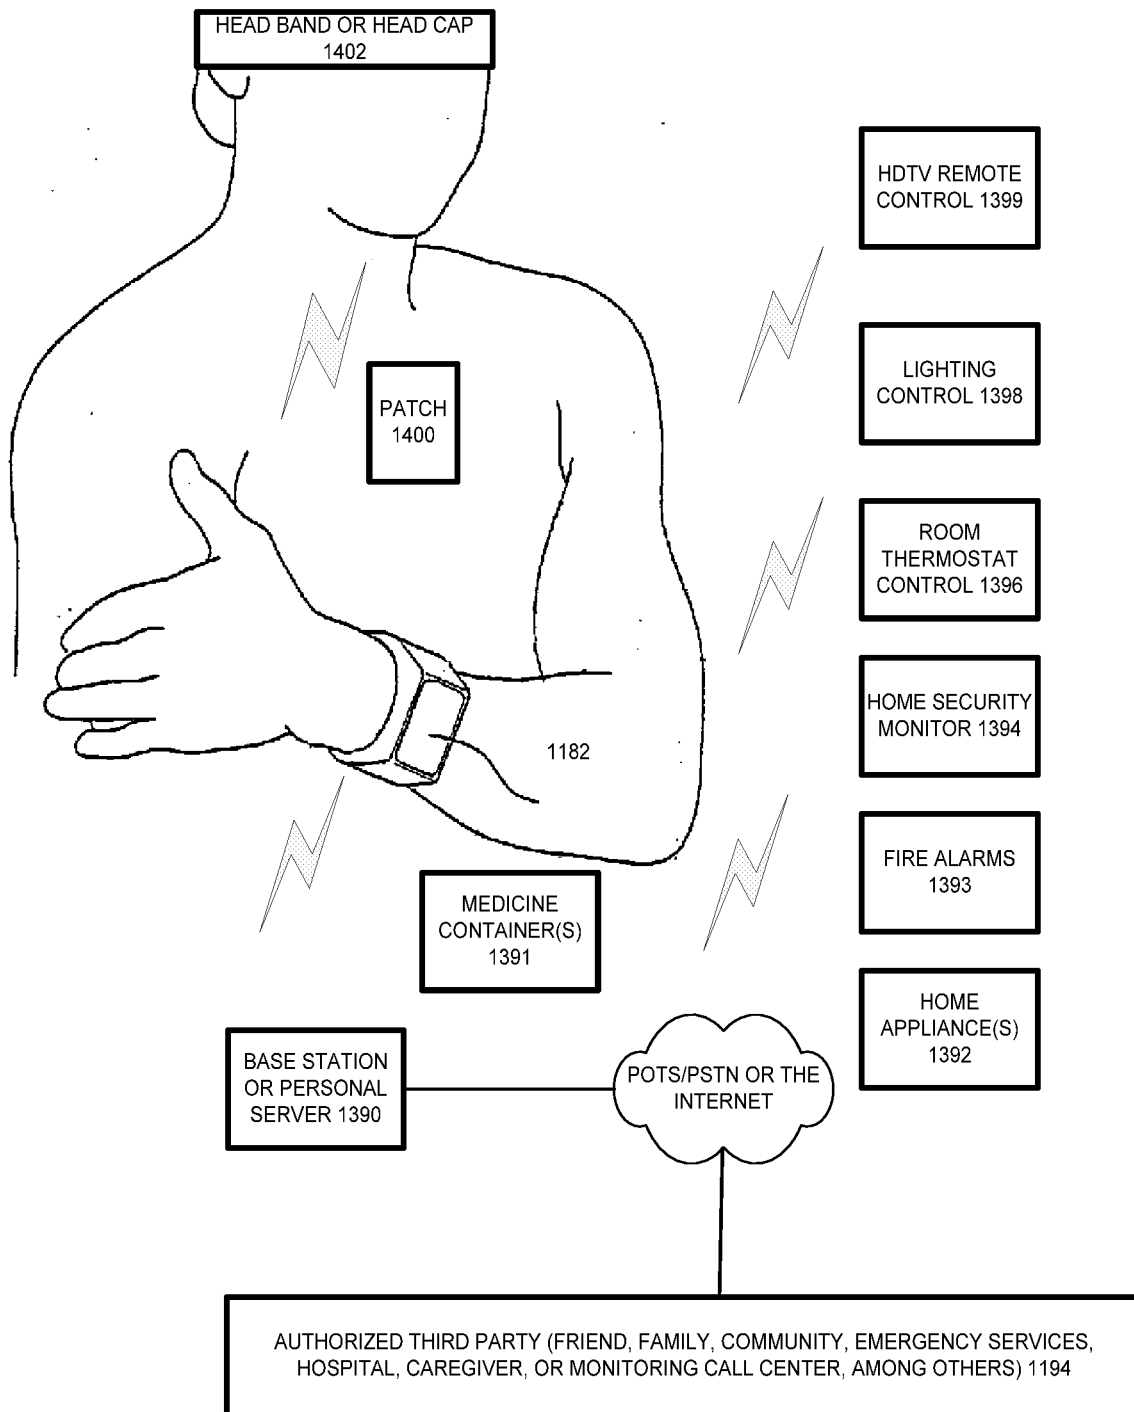 HEAD BAND OR HEAD CAP
1402
HDTV REMOTE
CONTROL 1399
LIGHTING
CONTROL 1398
PATCH
1400
ROOM
THERMOSTAT
CONTROL 1396
HOME SECURITY
MONITOR 1394
1182
FIRE ALARMS
1393
MEDICINE
CONTAINER(S)
1391
HOME
APPLIANCE(S)
1392
BASE STATION
OR PERSONAL
SERVER 1390
POTS/PSTN OR THE
INTERNET
AUTHORIZED THIRD PARTY (FRIEND, FAMILY, COMMUNITY, EMERGENCY SERVICES,
HOSPITAL, CAREGIVER, OR MONITORING CALL CENTER, AMONG OTHERS) 1194